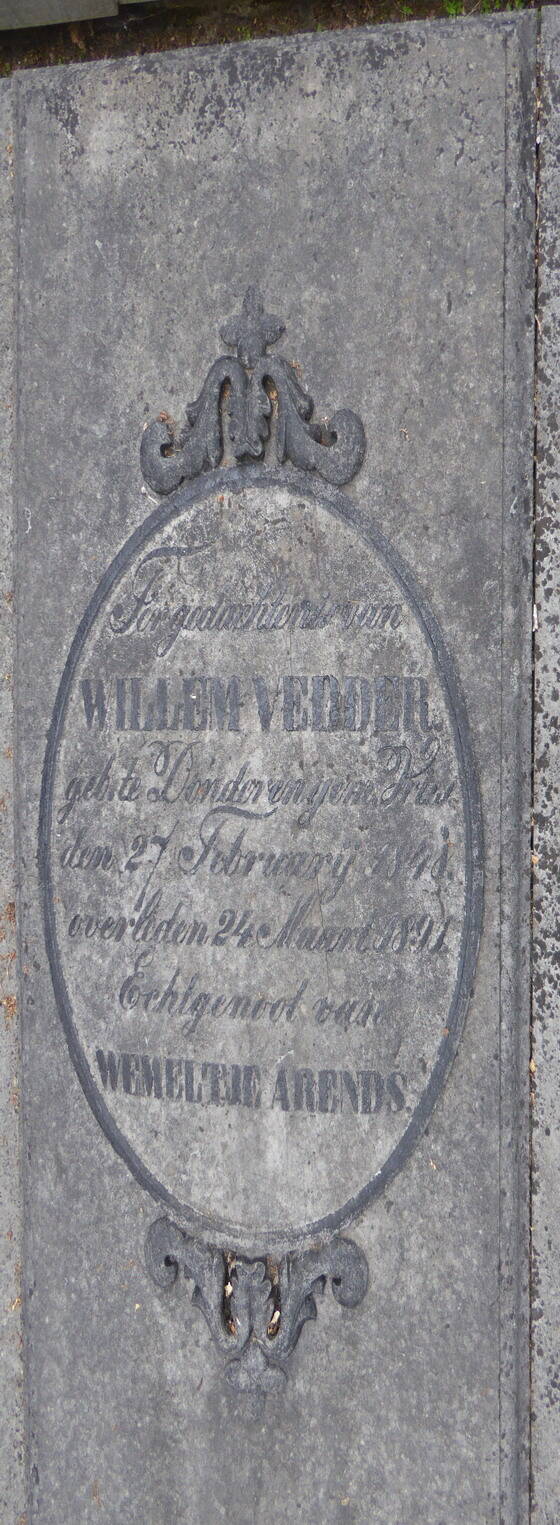 Ter gedachtenis van
WILLEM VEDDER
geb. te Donderen gem. Vries
den 27 Februarij 1848
overleden 24 Maart 1891
Echtgenoot van
WEMELTJE ARENDS.